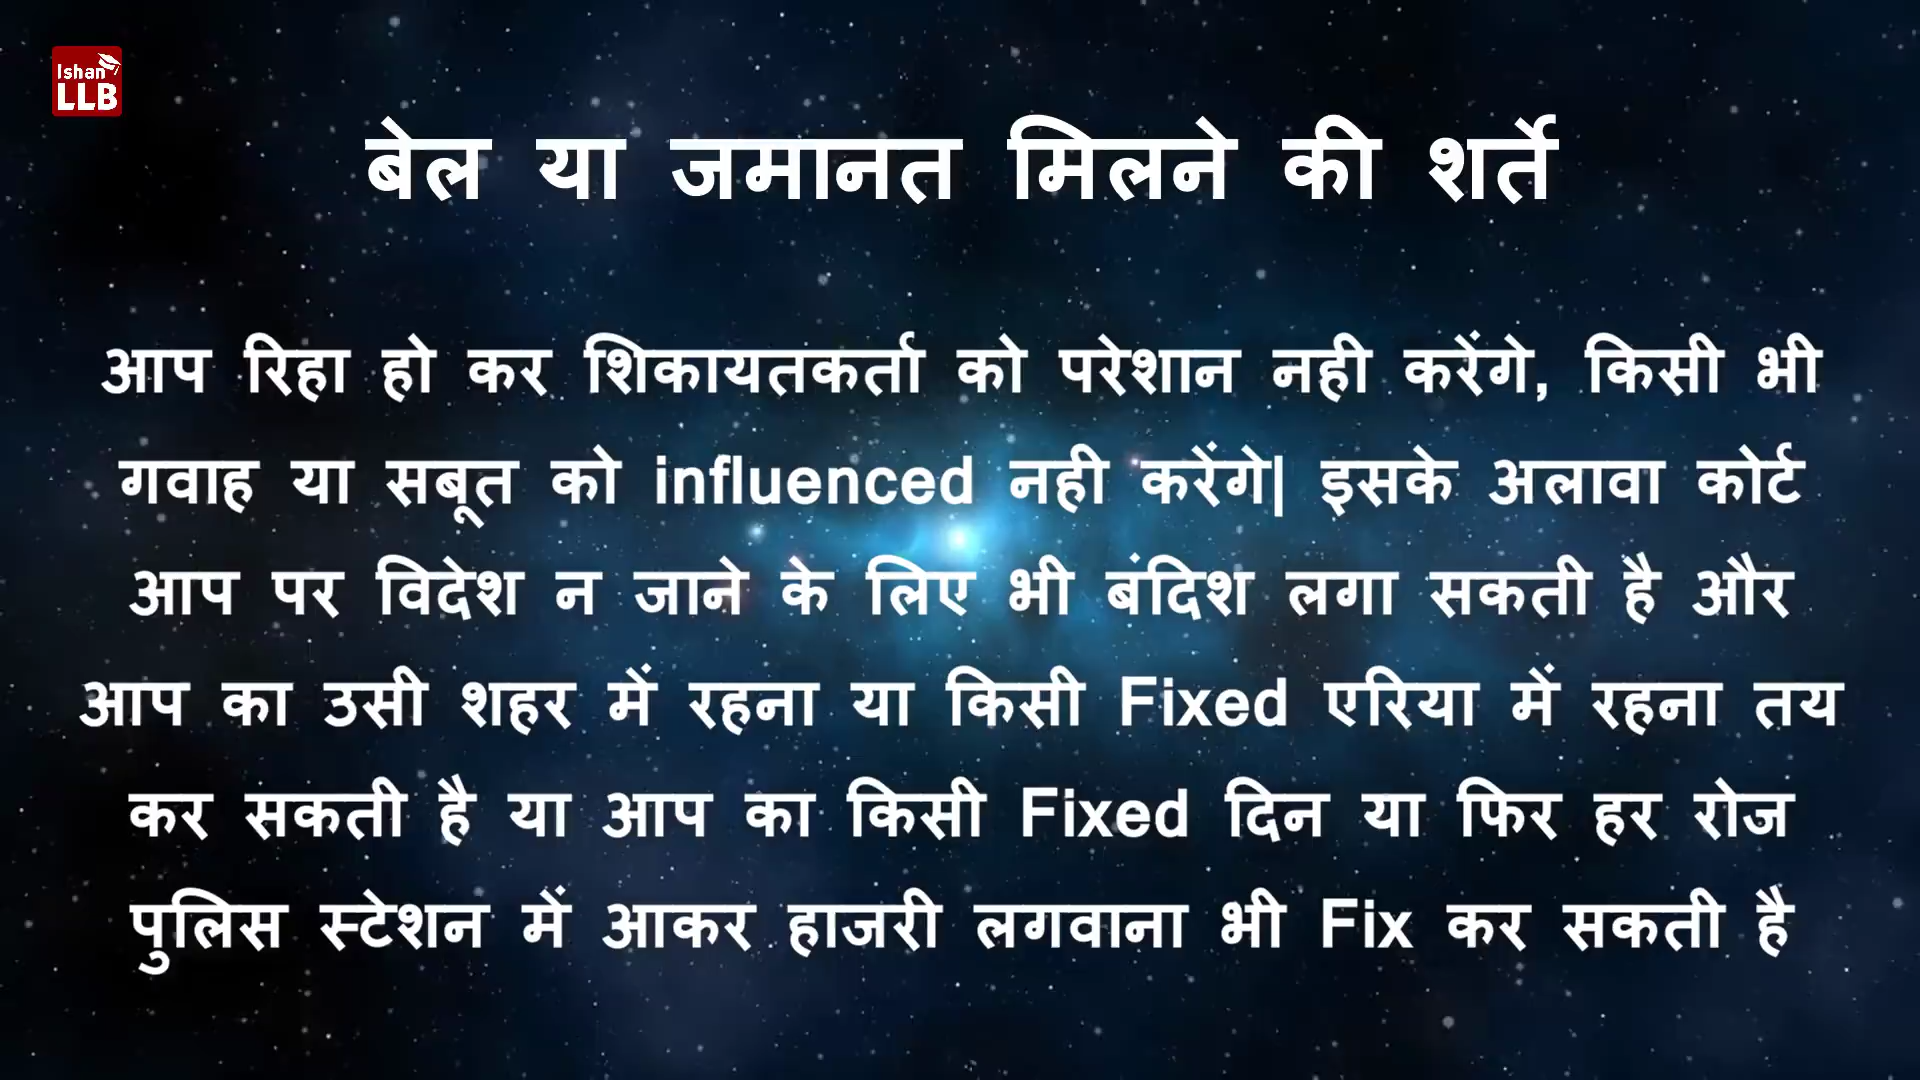 Ishan
LLB
बेल या जमानत मिलने की शर्ते
आप रिहा हो कर शिकायतकर्ता को परेशान नही करेंगे, किसी भी
गवाह या सबूत को influenced नही करेंगे| इसके अलावा कोर्ट
आप पर विदेश न जाने के लिए भी बंदिश लगा सकती है और
आप का उसी शहर में रहना या किसी Fixed एरिया में रहना तय
कर सकती है या आप का किसी Fixed दिन या फिर हर रोज
पुलिस स्टेशन में आकर हाजरी लगवाना भी Fix कर सकती है